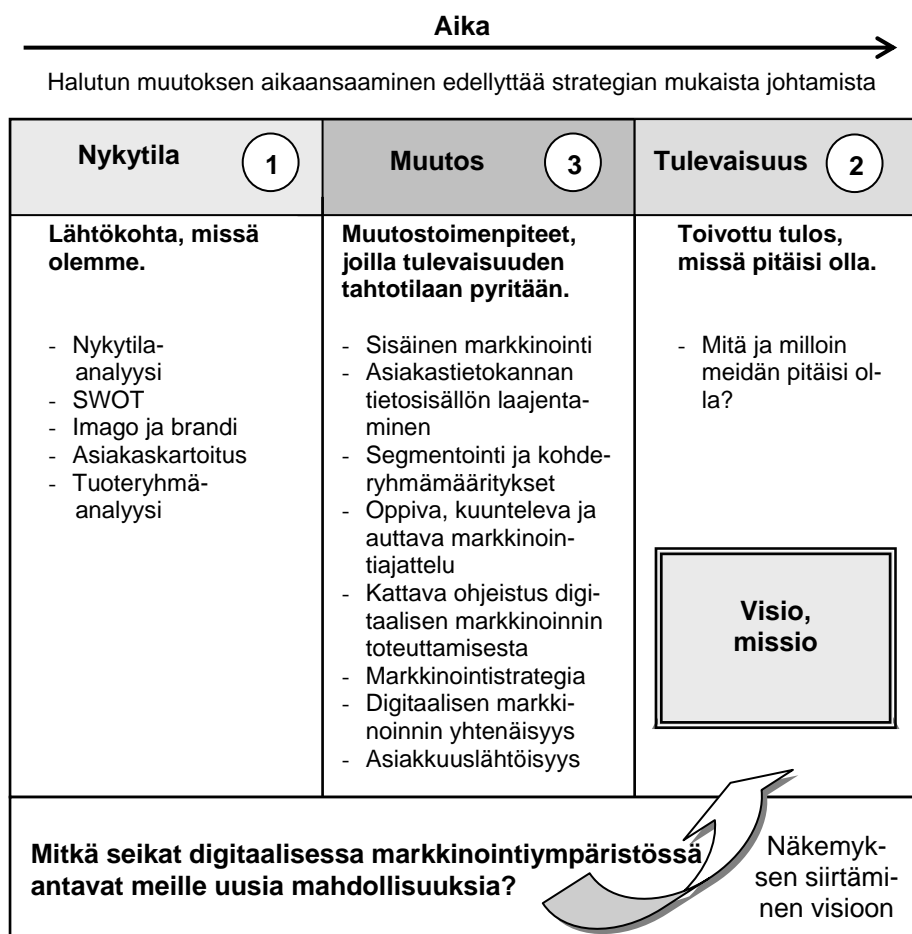 Aika
Halutun muutoksen aikaansaaminen edellyttää strategian mukaista johtamista
Nykytila
1
Muutos
3
Tulevaisuus
2
Lähtökohta, missä
olemme.
- Nykytila-
analyysi
- SWOT
- Imago ja brandi
- Asiakaskartoitus
- Tuoteryhmä-
analyysi
Muutostoimenpiteet,
joilla tulevaisuuden
tahtotilaan pyritään.
- Sisäinen markkinointi
- Asiakastietokannan
tietosisällön laajenta-
minen
- Segmentointi ja kohde-
ryhmämääritykset
- Oppiva, kuunteleva ja
auttava markkinoin-
tiajattelu
- Kattava ohjeistus digi-
taalisen markkinoinnin
toteuttamisesta
- Markkinointistrategia
- Digitaalisen markki-
noinnin yhtenäisyys
- Asiakkuuslähtöisyys
Toivottu tulos,
missä pitäisi olla.
- Mitä ja milloin
meidän pitäisi ol-
la?
Visio,
missio
Mitkä seikat digitaalisessa markkinointiympäristössä
antavat meille uusia mahdollisuuksia?
Näkemyk-
sen siirtämi-
nen visioon